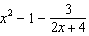 x² − 1 − 3/(2x + 4)